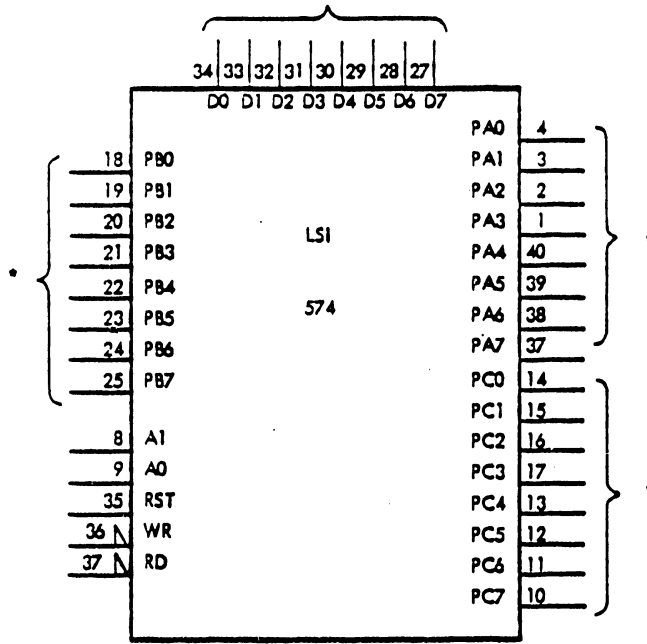 34 33 32 31 30 29 28 27
D0 D1 D2 D3 D4 D5 D6 D7
18 PB0
19 PB1
20 PB2
21 PB3
22 PB4
23 PB5
24 PB6
25 PB7
8 A1
9 A0
35 RST
36 WR
37 RD
LSI
574
PA0 4
PA1 3
PA2 2
PA3 1
PA4 40
PA5 39
PA6 38
PA7 37
PC0 14
PC1 15
PC2 16
PC3 17
PC4 13
PC5 12
PC6 11
PC7 10